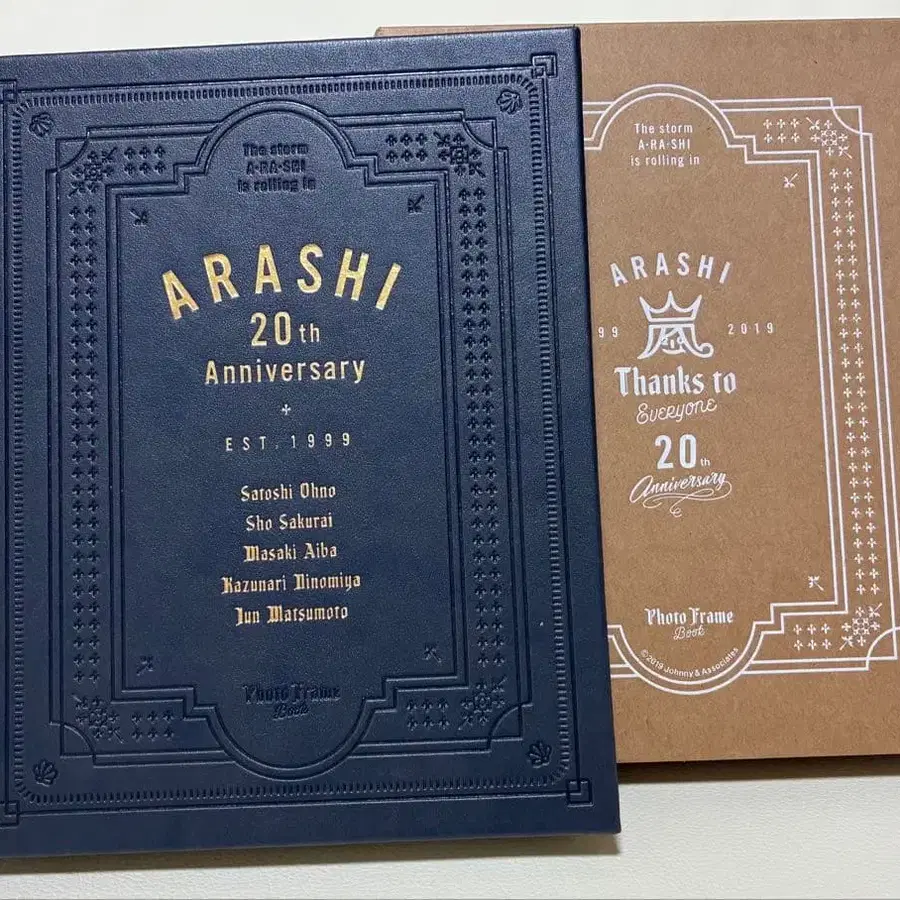 The storm
A·RA·SHI
is rolling in
ARASHI
20th
Anniversary
EST. 1999
Satoshi Ohno
Sho Sakurai
Masaki Aiba
Kazunari Ninomiya
Jun Matsumoto
Photo Frame
Book
The storm
A·RA·SHI
is rolling in
ARASHI
99 嵐 2019
Thanks to
Everyone
20th
Anniversary
Photo Frame
Book
©2019 Johnny & Associates